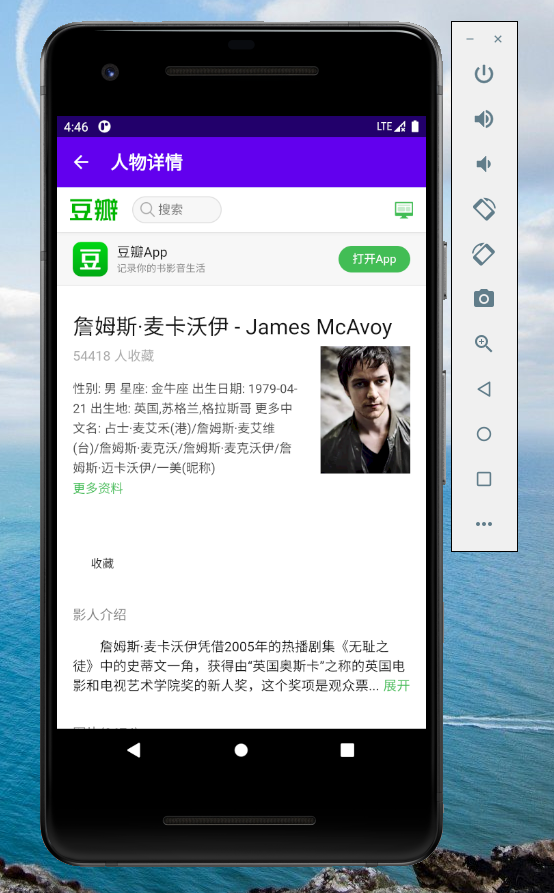 4:46 LTE
人物详情
豆瓣 搜索
豆 豆瓣App
记录你的书影音生活
打开App
詹姆斯·麦卡沃伊 - James McAvoy
54418 人收藏
性别: 男 星座: 金牛座 出生日期: 1979-04-
21 出生地: 英国,苏格兰,格拉斯哥 更多中
文名: 占士·麦艾禾(港)/詹姆斯·麦艾维
(台)/詹姆斯·麦克沃/詹姆斯·麦克沃伊/詹
姆斯·迈卡沃伊/一美(昵称)
更多资料
收藏
影人介绍
詹姆斯·麦卡沃伊凭借2005年的热播剧集《无耻之
徒》中的史蒂文一角，获得由“英国奥斯卡”之称的英国电
影和电视艺术学院奖的新人奖，这个奖项是观众票... 展开